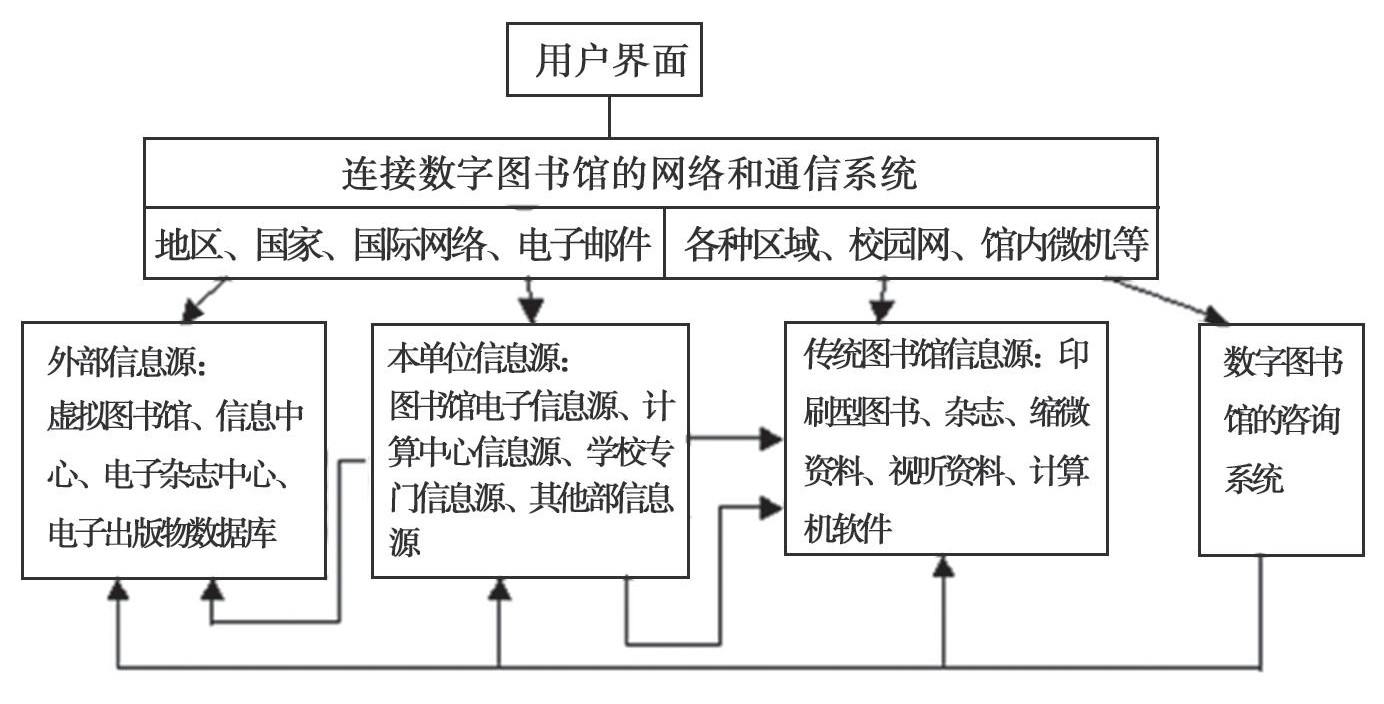 用户界面
连接数字图书馆的网络和通信系统
地区、国家、国际网络、电子邮件
各种区域、校园网、馆内微机等
外部信息源：
虚拟图书馆、信息中
心、电子杂志中心、
电子出版物数据库
本单位信息源：
图书馆电子信息源、计
算中心信息源、学校专
门信息源、其他部信息
源
传统图书馆信息源：印
刷型图书、杂志、缩微
资料、视听资料、计算
机软件
数字图书
馆的咨询
系统